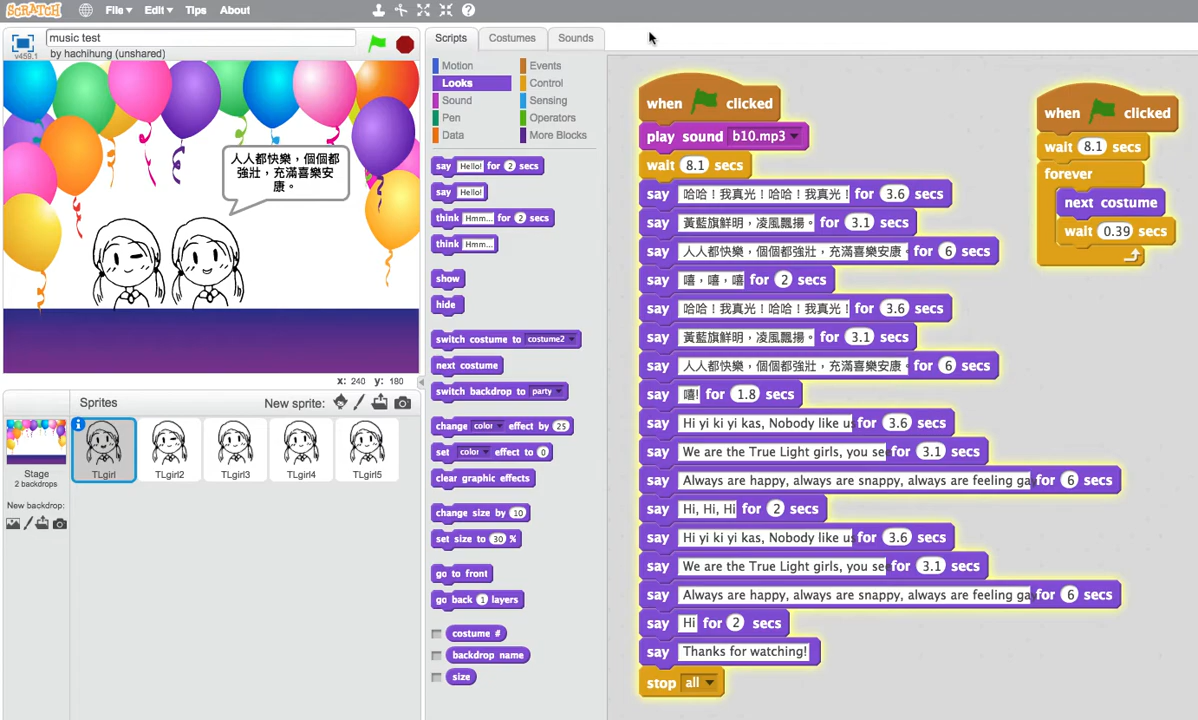 SCRATCH File Edit Tips About
v459.1 music test
by hachihung (unshared)
人人都快樂，個個都
強壯，充滿喜樂安
康。
x: 240 y: 180
Sprites New sprite:
Stage
2 backdrops
New backdrop:
TLgirl TLgirl2 TLgirl3 TLgirl4 TLgirl5
Scripts Costumes Sounds
Motion Events
Looks Control
Sound Sensing
Pen Operators
Data More Blocks
say Hello! for 2 secs
say Hello!
think Hmm... for 2 secs
think Hmm...
show
hide
switch costume to costume2
next costume
switch backdrop to party
change color effect by 25
set color effect to 0
clear graphic effects
change size by 10
set size to 30 %
go to front
go back 1 layers
costume #
backdrop name
size
when clicked
play sound b10.mp3
wait 8.1 secs
say 哈哈！我真光！哈哈！我真光！ for 3.6 secs
say 黃藍旗鮮明，凌風飄揚。 for 3.1 secs
say 人人都快樂，個個都強壯，充滿喜樂安康。 for 6 secs
say 嘻，嘻，嘻 for 2 secs
say 哈哈！我真光！哈哈！我真光！ for 3.6 secs
say 黃藍旗鮮明，凌風飄揚。 for 3.1 secs
say 人人都快樂，個個都強壯，充滿喜樂安康。 for 6 secs
say 嘻! for 1.8 secs
say Hi yi ki yi kas, Nobody like us for 3.6 secs
say We are the True Light girls, you see for 3.1 secs
say Always are happy, always are snappy, always are feeling ga for 6 secs
say Hi, Hi, Hi for 2 secs
say Hi yi ki yi kas, Nobody like us for 3.6 secs
say We are the True Light girls, you see for 3.1 secs
say Always are happy, always are snappy, always are feeling ga for 6 secs
say Hi for 2 secs
say Thanks for watching!
stop all
when clicked
wait 8.1 secs
forever
next costume
wait 0.39 secs